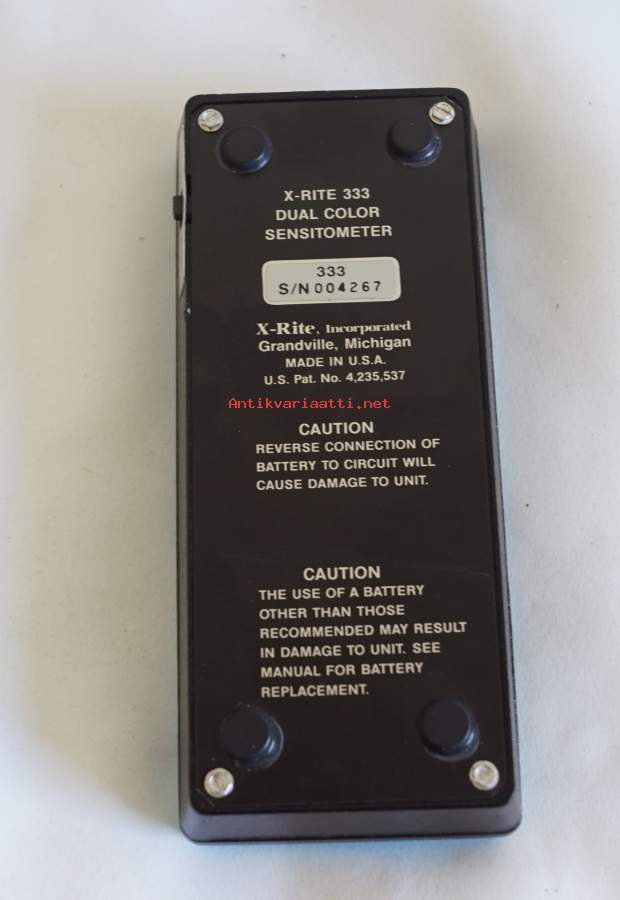 X-RITE 333
DUAL COLOR
SENSITOMETER
333
S/N 004267
X-Rite, Incorporated
Grandville, Michigan
MADE IN U.S.A.
U.S. Pat. No. 4,235,537
Antikvariaatti.net
CAUTION
REVERSE CONNECTION OF
BATTERY TO CIRCUIT WILL
CAUSE DAMAGE TO UNIT.
CAUTION
THE USE OF A BATTERY
OTHER THAN THOSE
RECOMMENDED MAY RESULT
IN DAMAGE TO UNIT. SEE
MANUAL FOR BATTERY
REPLACEMENT.